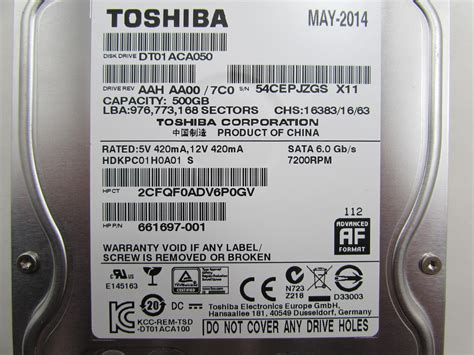 TOSHIBA MAY-2014
DISK DRIVE DT01ACA050
DRIVE REV AAH AA00 / 7C0 S/N 54CEPJZGS X11
CAPACITY: 500GB
LBA:976,773,168 SECTORS CHS:16383/16/63
TOSHIBA CORPORATION
中国制造 PRODUCT OF CHINA
RATED:5V 420mA,12V 420mA SATA 6.0 Gb/s
HDKPC01H0A01 S 7200RPM
HP CT 2CFQF0ADV6P0GV
HP P/N 661697-001
112
WARRANTY-VOID IF ANY LABEL/
SCREW IS REMOVED OR BROKEN
ADVANCED
AF
FORMAT
E145163
N723
Z218
D33003
20
DC
KCC-REM-TSD
-DT01ACA100
Toshiba Electronics Europe GmbH
Hansaallee 181, 40549 Dusseldorf, Germany
[DO NOT COVER ANY DRIVE HOLES]